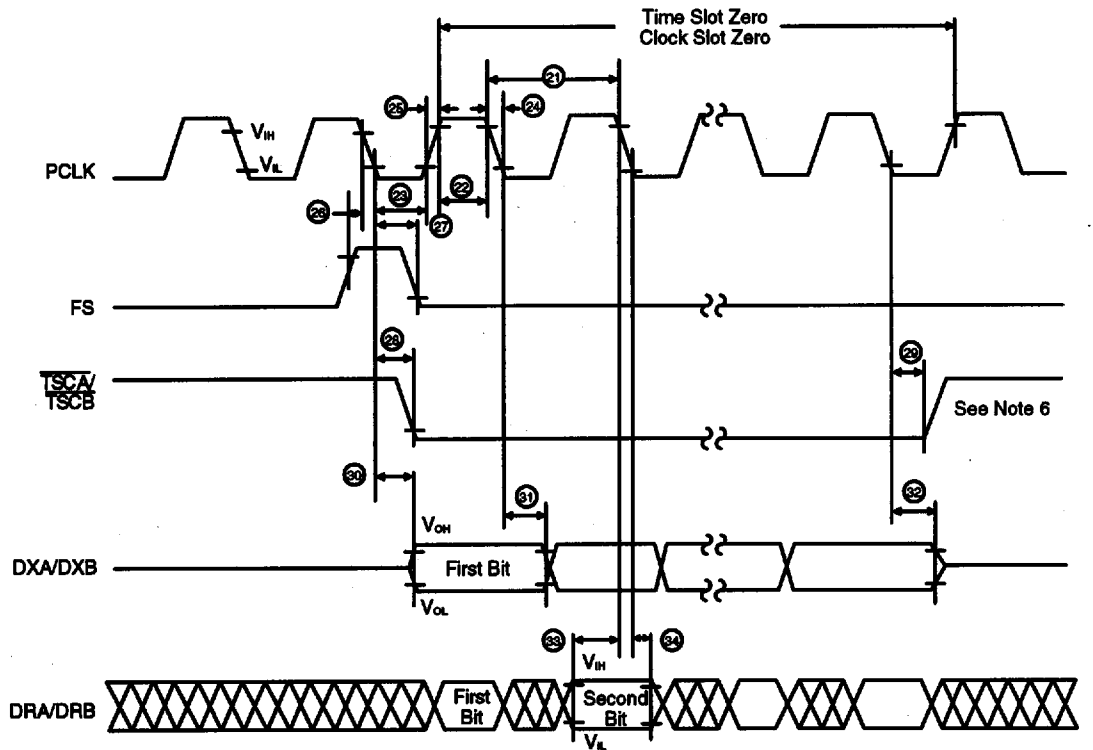 Time Slot Zero
Clock Slot Zero
21
25
24
VIH
VIL
PCLK
26
23
22
27
FS
28
29
TSCA/
TSCB
See Note 6
30
31
32
VOH
DXA/DXB
First Bit
VOL
33
34
VIH
DRA/DRB
First
Bit
Second
Bit
VIL